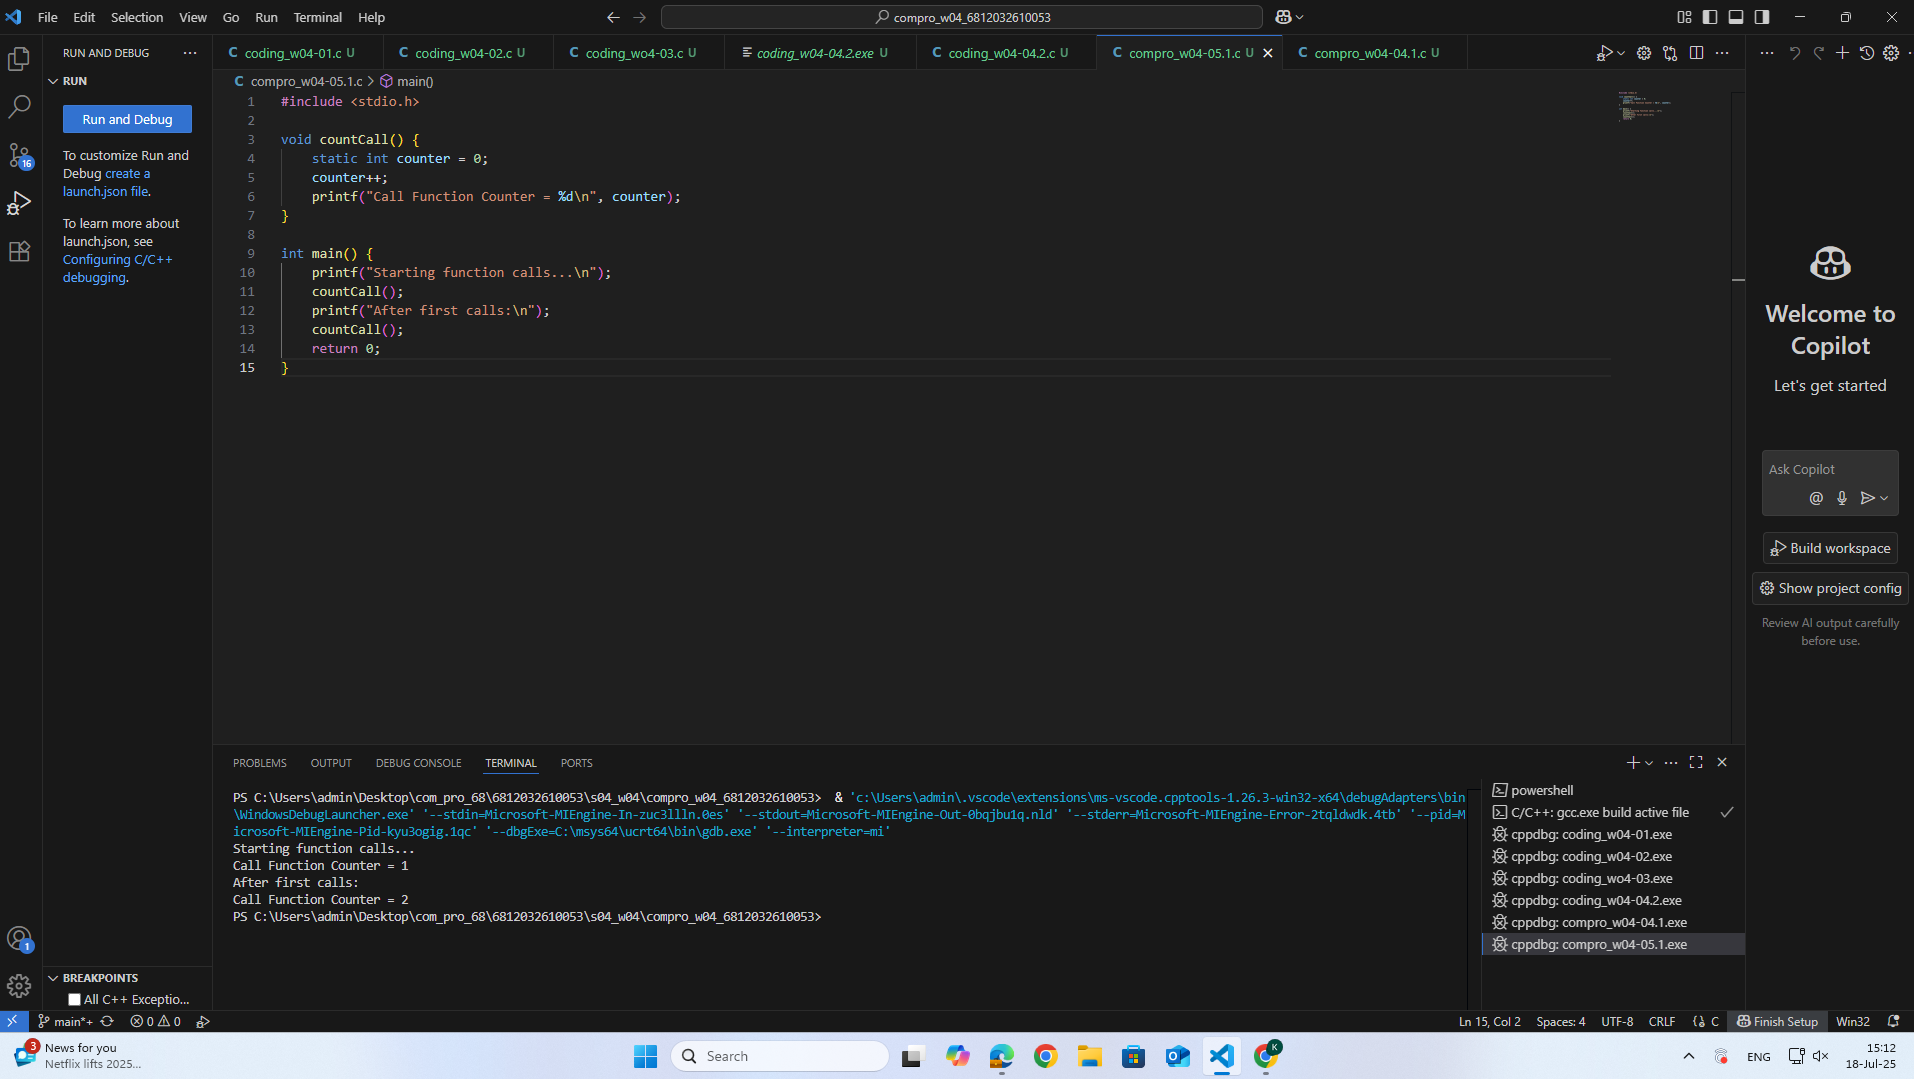 File Edit Selection View Go Run Terminal Help
compro_w04_6812032610053
RUN AND DEBUG
coding_w04-01.c U
coding_w04-02.c U
coding_wo4-03.c U
coding_w04-04.2.exe U
coding_w04-04.2.c U
compro_w04-05.1.c U
compro_w04-04.1.c U
RUN
Run and Debug
To customize Run and
Debug create a
launch.json file.
To learn more about
launch.json, see
Configuring C/C++
debugging.
compro_w04-05.1.c > main()
1 #include <stdio.h>
2
3 void countCall() {
4 static int counter = 0;
5 counter++;
6 printf("Call Function Counter = %d\n", counter);
7 }
8
9 int main() {
10 printf("Starting function calls...\n");
11 countCall();
12 printf("After first calls:\n");
13 countCall();
14 return 0;
15 }
Welcome to
Copilot
Let's get started
Ask Copilot
Build workspace
Show project config
Review AI output carefully
before use.
PROBLEMS OUTPUT DEBUG CONSOLE TERMINAL PORTS
PS C:\Users\admin\Desktop\com_pro_68\6812032610053\s04_w04\compro_w04_6812032610053> & 'c:\Users\admin\.vscode\extensions\ms-vscode.cpptools-1.26.3-win32-x64\debugAdapters\bin
\WindowsDebugLauncher.exe' '--stdin=Microsoft-MIEngine-In-zuc3llln.0es' '--stdout=Microsoft-MIEngine-Out-0bqjbu1q.nld' '--stderr=Microsoft-MIEngine-Error-2tqldwdk.4tb' '--pid=M
icrosoft-MIEngine-Pid-kyu3ogig.1qc' '--dbgExe=C:\msys64\ucrt64\bin\gdb.exe' '--interpreter=mi'
Starting function calls...
Call Function Counter = 1
After first calls:
Call Function Counter = 2
PS C:\Users\admin\Desktop\com_pro_68\6812032610053\s04_w04\compro_w04_6812032610053>
powershell
C/C++: gcc.exe build active file
cppdbg: coding_w04-01.exe
cppdbg: coding_w04-02.exe
cppdbg: coding_wo4-03.exe
cppdbg: coding_w04-04.2.exe
cppdbg: compro_w04-04.1.exe
cppdbg: compro_w04-05.1.exe
16
1
BREAKPOINTS
All C++ Exceptio...
main*+ 0 0
Ln 15, Col 2 Spaces: 4 UTF-8 CRLF C Finish Setup Win32
3
News for you
Netflix lifts 2025...
Search
K
ENG
15:12
18-Jul-25